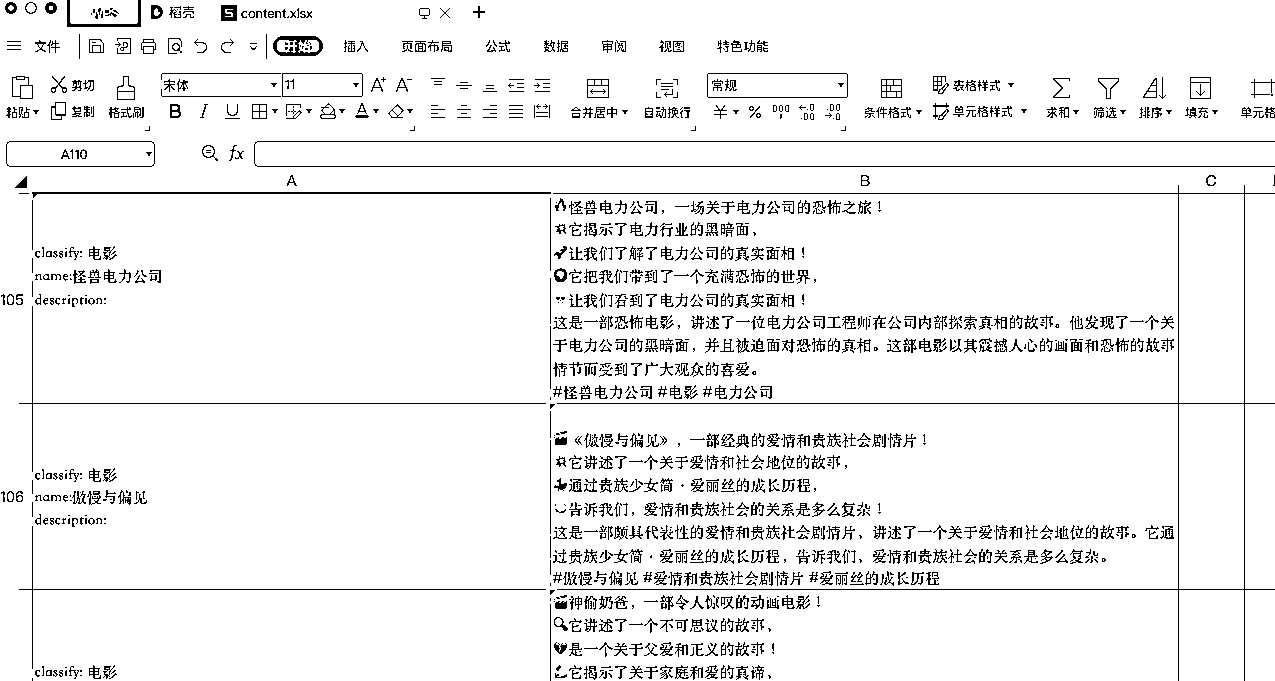 稻壳 content.xlsx
文件 开始 插入 页面布局 公式 数据 审阅 视图 特色功能
剪切 宋体 11 常规 表格样式
粘贴 复制 格式刷 B I U A 合并居中 自动换行 ¥ % 000 条件格式 单元格样式 求和 筛选 排序 填充 单元格
A110 fx
A B C
🔥怪兽电力公司，一场关于电力公司的恐怖之旅！
它揭示了电力行业的黑暗面，
让我们了解了电力公司的真实面相！
它把我们带到了一个充满恐怖的世界，
让我们看到了电力公司的真实面相！
这是一部恐怖电影，讲述了一位电力公司工程师在公司内部探索真相的故事。他发现了一个关
于电力公司的黑暗面，并且被迫面对恐怖的真相。这部电影以其震撼人心的画面和恐怖的故事
情节而受到了广大观众的喜爱。
#怪兽电力公司 #电影 #电力公司
105
classify: 电影
name:怪兽电力公司
description:
🎬《傲慢与偏见》，一部经典的爱情和贵族社会剧情片！
它讲述了一个关于爱情和社会地位的故事，
通过贵族少女简·爱丽丝的成长历程，
告诉我们，爱情和贵族社会的关系是多么复杂！
这是一部颇具代表性的爱情和贵族社会剧情片，讲述了一个关于爱情和社会地位的故事。它通
过贵族少女简·爱丽丝的成长历程，告诉我们，爱情和贵族社会的关系是多么复杂。
#傲慢与偏见 #爱情和贵族社会剧情片 #爱丽丝的成长历程
106
classify: 电影
name:傲慢与偏见
description:
🎬神偷奶爸，一部令人惊叹的动画电影！
🔍它讲述了一个不可思议的故事，
💔是一个关于父爱和正义的故事！
它揭示了关于家庭和爱的真谛，
classify: 电影